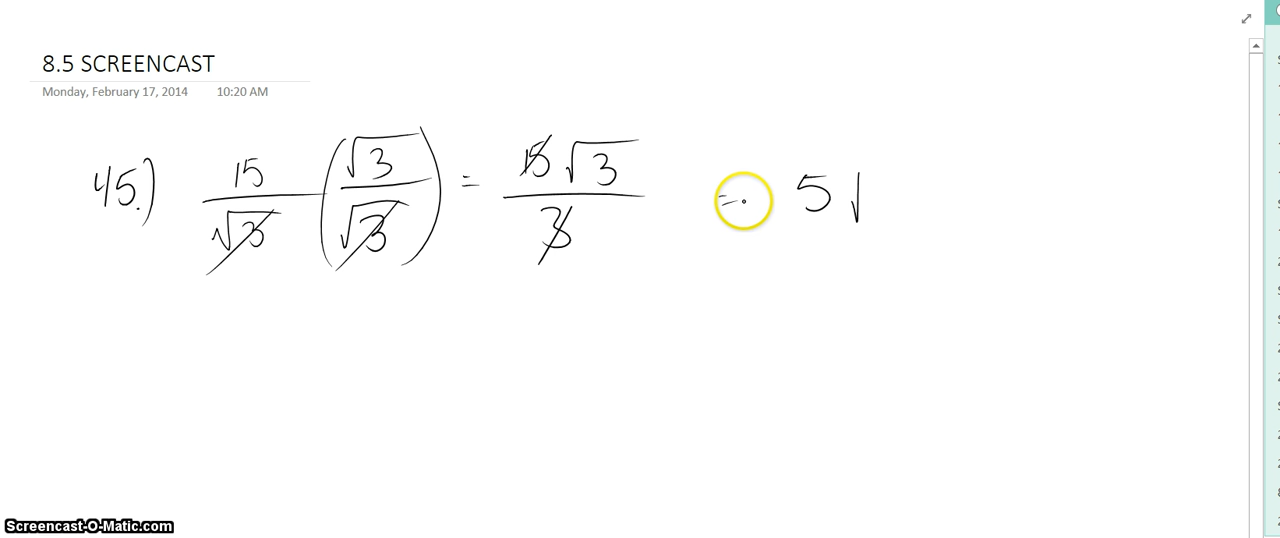 8.5 SCREENCAST
Monday, February 17, 2014 10:20 AM
45.) 15/√3 (√3/√3) = 15√3/3 = 5√
Screencast-O-Matic.com